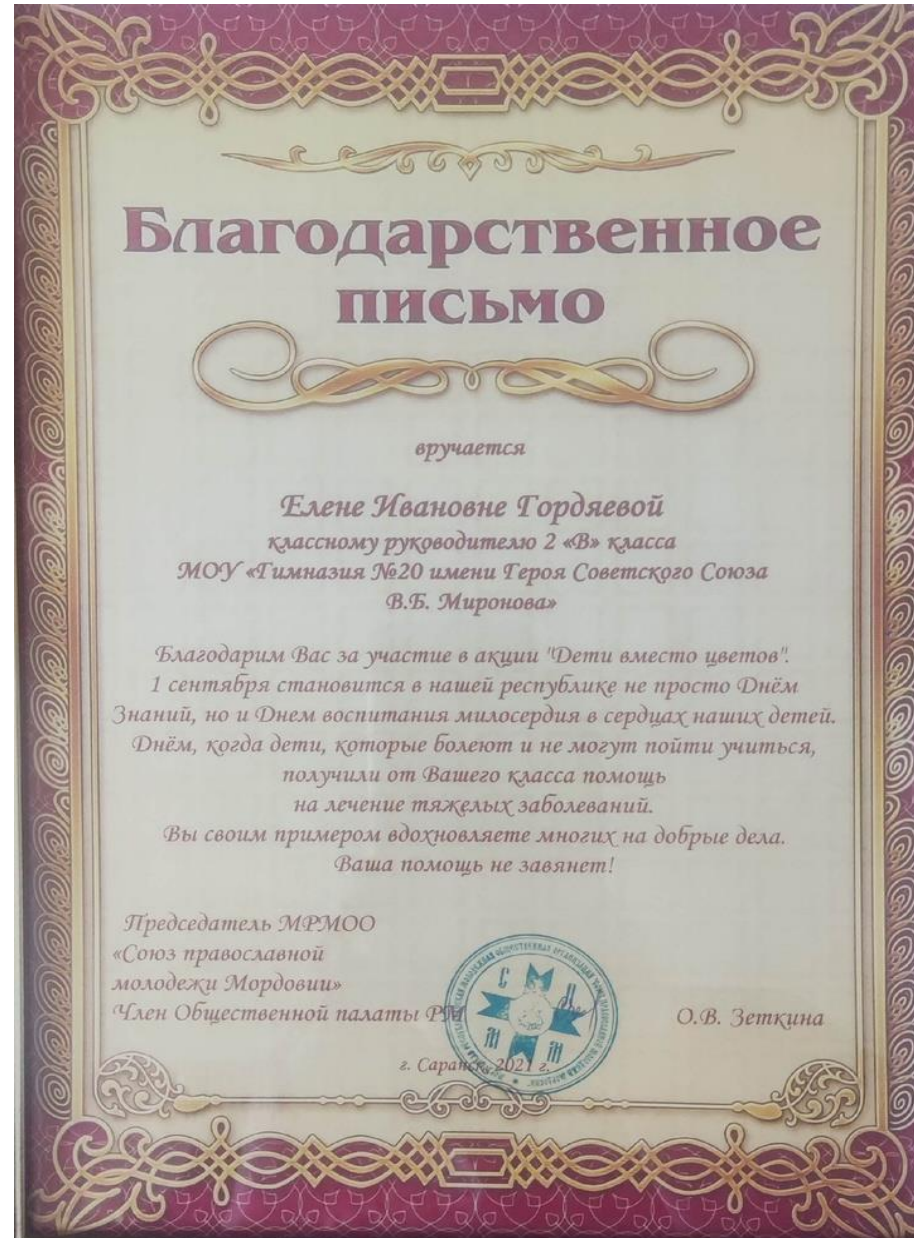 Благодарственное
письмо
вручается
Елене Ивановне Гордяевой
классному руководителю 2 «В» класса
МОУ «Гимназия №20 имени Героя Советского Союза
В.Б. Миронова»
Благодарим Вас за участие в акции "Дети вместо цветов".
1 сентября становится в нашей республике не просто Днём
Знаний, но и Днем воспитания милосердия в сердцах наших детей.
Днём, когда дети, которые болеют и не могут пойти учиться,
получили от Вашего класса помощь
на лечение тяжелых заболеваний.
Вы своим примером вдохновляете многих на добрые дела.
Ваша помощь не завянет!
Председатель МРМОО
«Союз православной
молодежи Мордовии»
Член Общественной палаты РМ
О.В. Зеткина
г. Саранск, 2021 г.